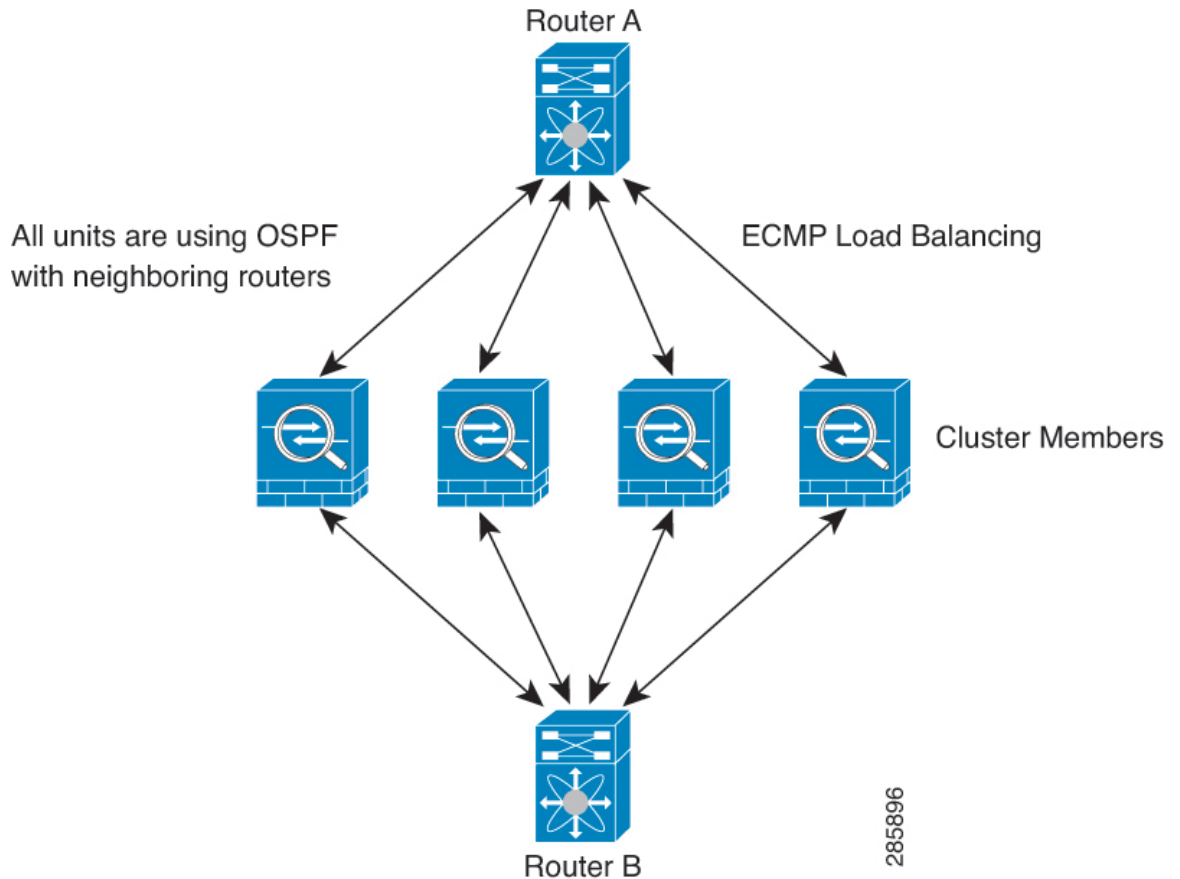 Router A
All units are using OSPF
with neighboring routers
ECMP Load Balancing
Cluster Members
285896
Router B